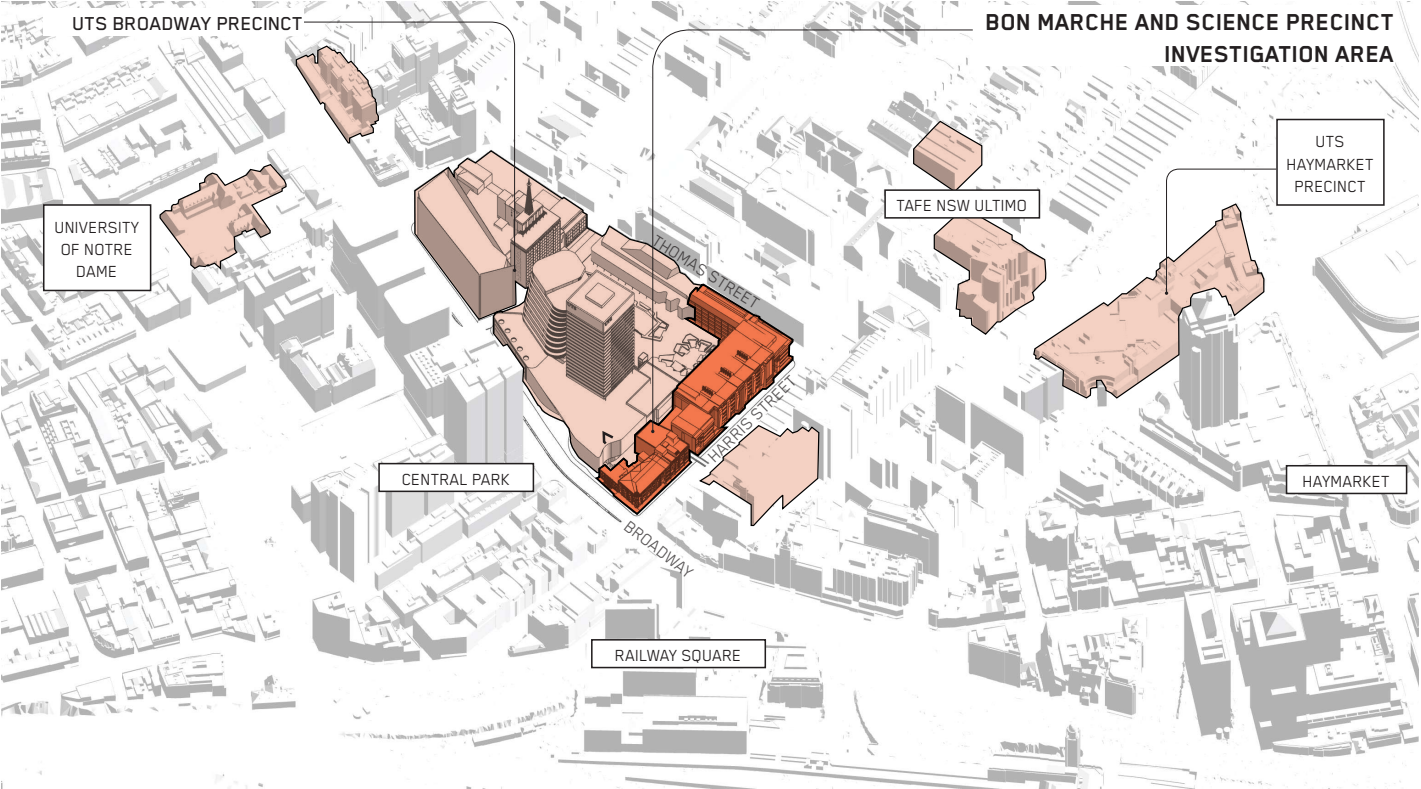 UTS BROADWAY PRECINCT
BON MARCHE AND SCIENCE PRECINCT
INVESTIGATION AREA
UTS
HAYMARKET
PRECINCT
TAFE NSW ULTIMO
UNIVERSITY
OF NOTRE
DAME
THOMAS STREET
HARRIS STREET
CENTRAL PARK
HAYMARKET
BROADWAY
RAILWAY SQUARE